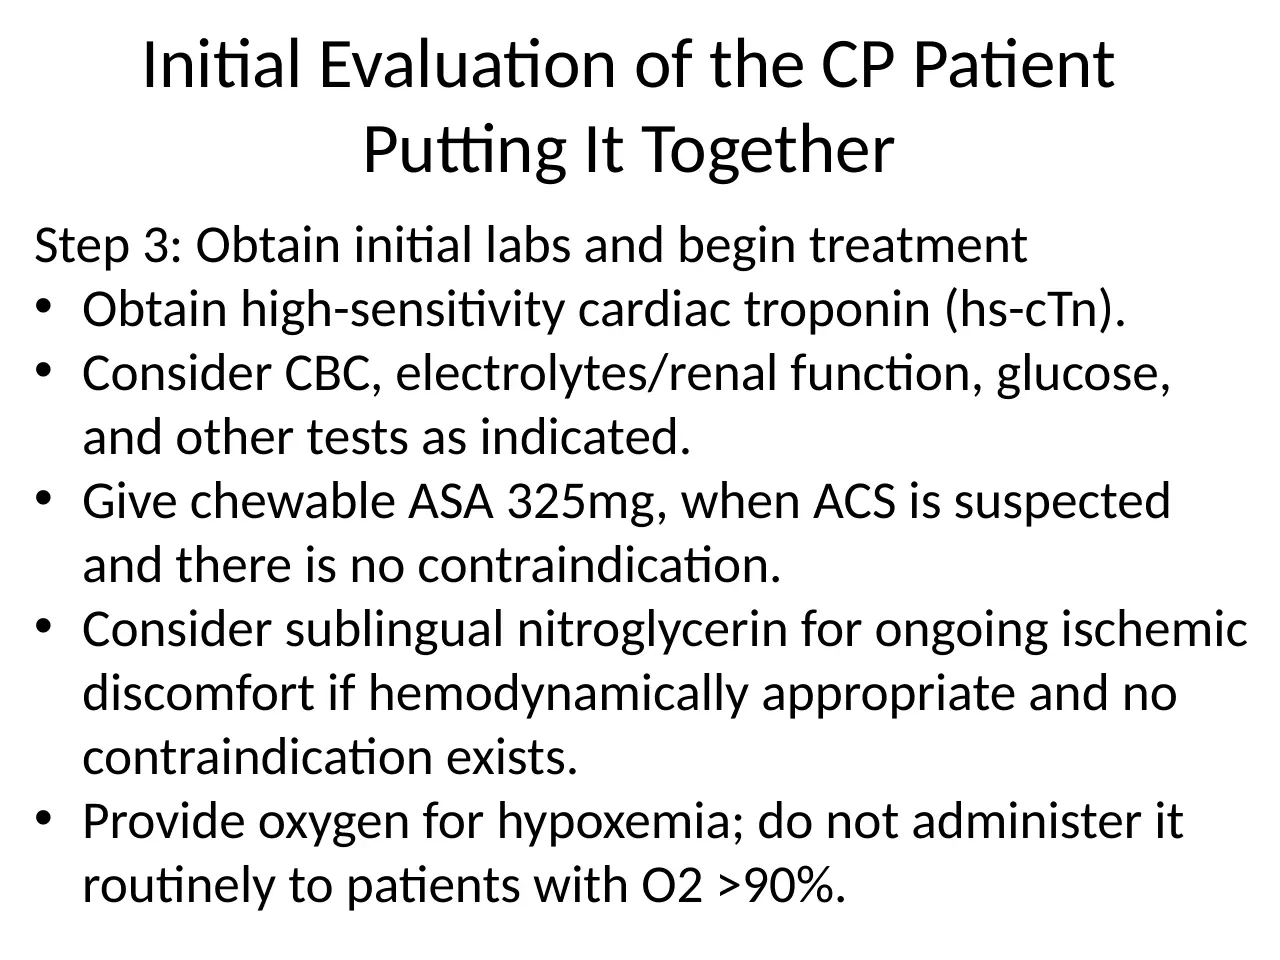 Initial Evaluation of the CP Patient
Putting It Together
Step 3: Obtain initial labs and begin treatment
• Obtain high-sensitivity cardiac troponin (hs-cTn).
• Consider CBC, electrolytes/renal function, glucose,
and other tests as indicated.
• Give chewable ASA 325mg, when ACS is suspected
and there is no contraindication.
• Consider sublingual nitroglycerin for ongoing ischemic
discomfort if hemodynamically appropriate and no
contraindication exists.
• Provide oxygen for hypoxemia; do not administer it
routinely to patients with O2 >90%.